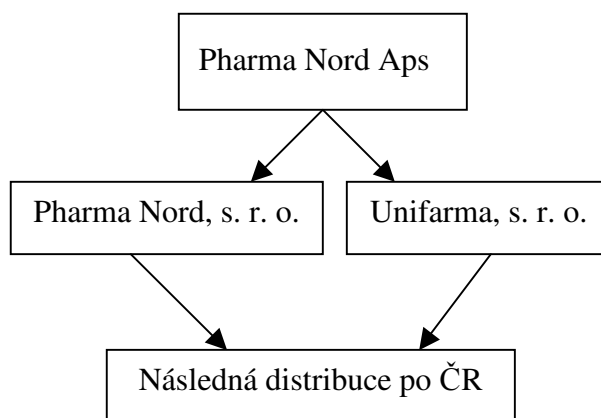 Pharma Nord Aps
Pharma Nord, s. r. o.
Unifarma, s. r. o.
Následná distribuce po ČR